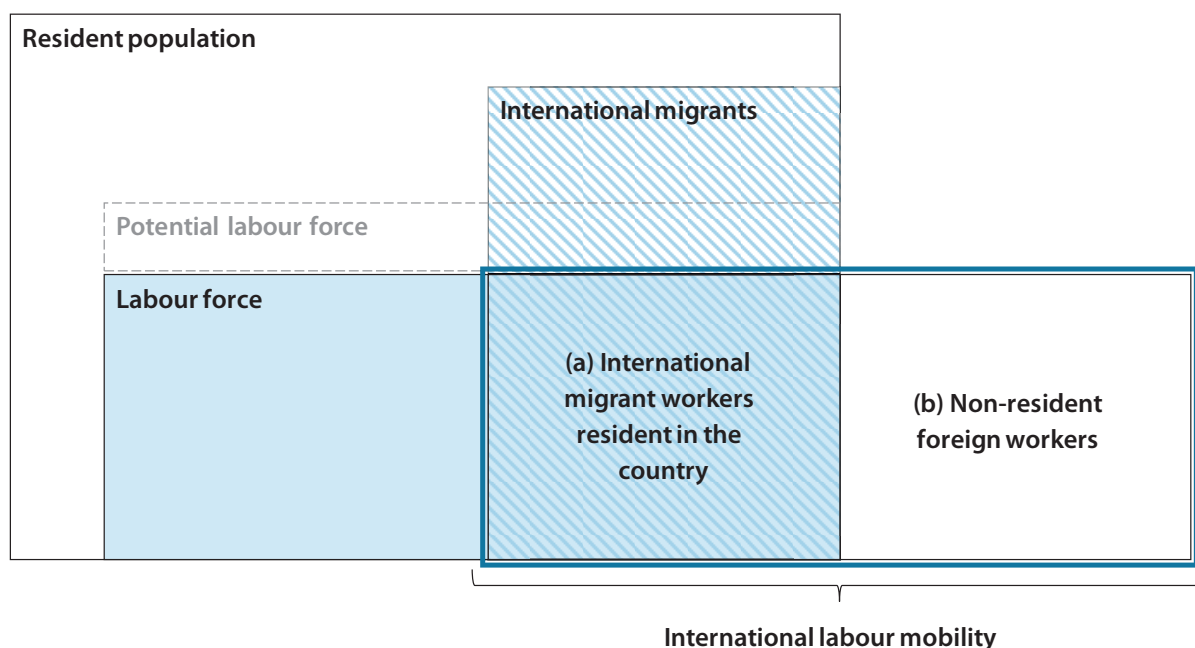 Resident population
International migrants
Potential labour force
Labour force
(a) International
migrant workers
resident in the
country
(b) Non-resident
foreign workers
International labour mobility